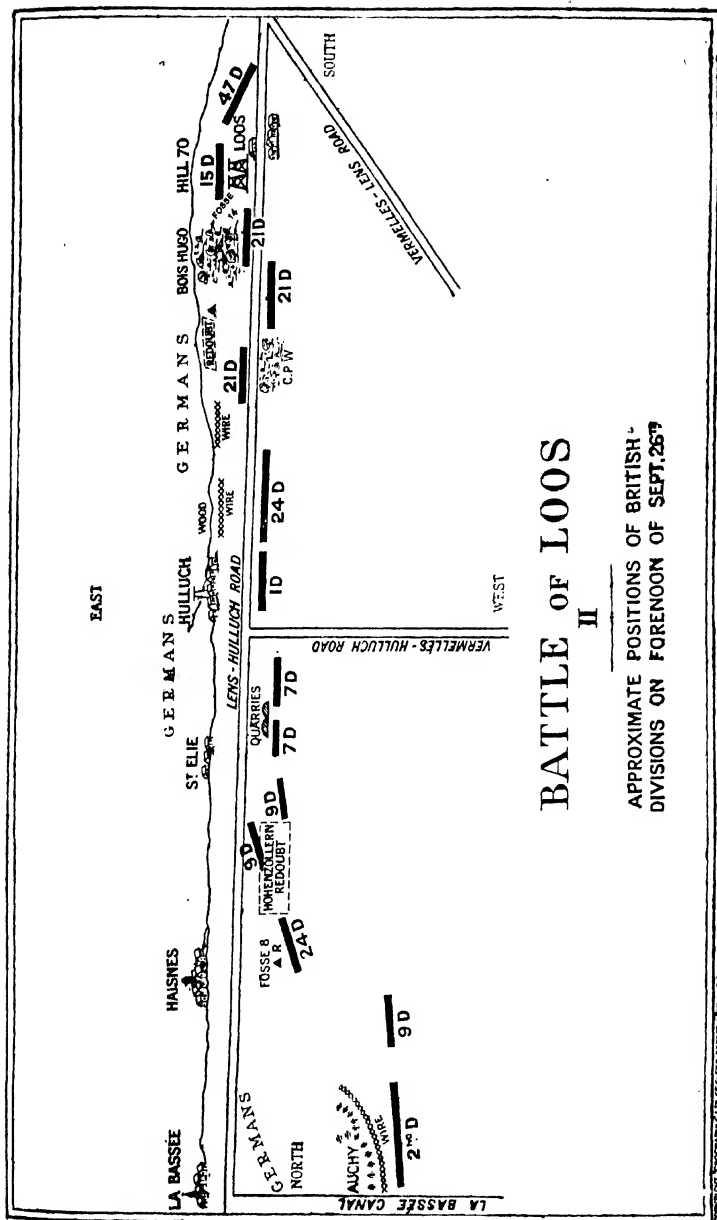 EAST
LA BASSÉE
HAISNES
ST ELIE
GERMANS
HULLUCH
WOOD
GERMANS
BOIS HUGO
HILL 70
WIRE
WIRE
REDOUBT
FOSSE 14
15 D
47 D
LOOS
LENS-HULLUCH ROAD
GERMANS
NORTH
FOSSE 8
R
HOHENZOLLERN
REDOUBT
9 D
9 D
24 D
QUARRIES
7 D
7 D
1 D
24 D
21 D
21 D
21 D
C.P.W
SOUTH
AUCHY
WIRE
2ND D
9 D
LA BASSÉE CANAL
VERMELLES-HULLUCH ROAD
VERMELLES-LENS ROAD
WEST
BATTLE OF LOOS
II
APPROXIMATE POSITIONS OF BRITISH-
DIVISIONS ON FORENOON OF SEPT. 26TH